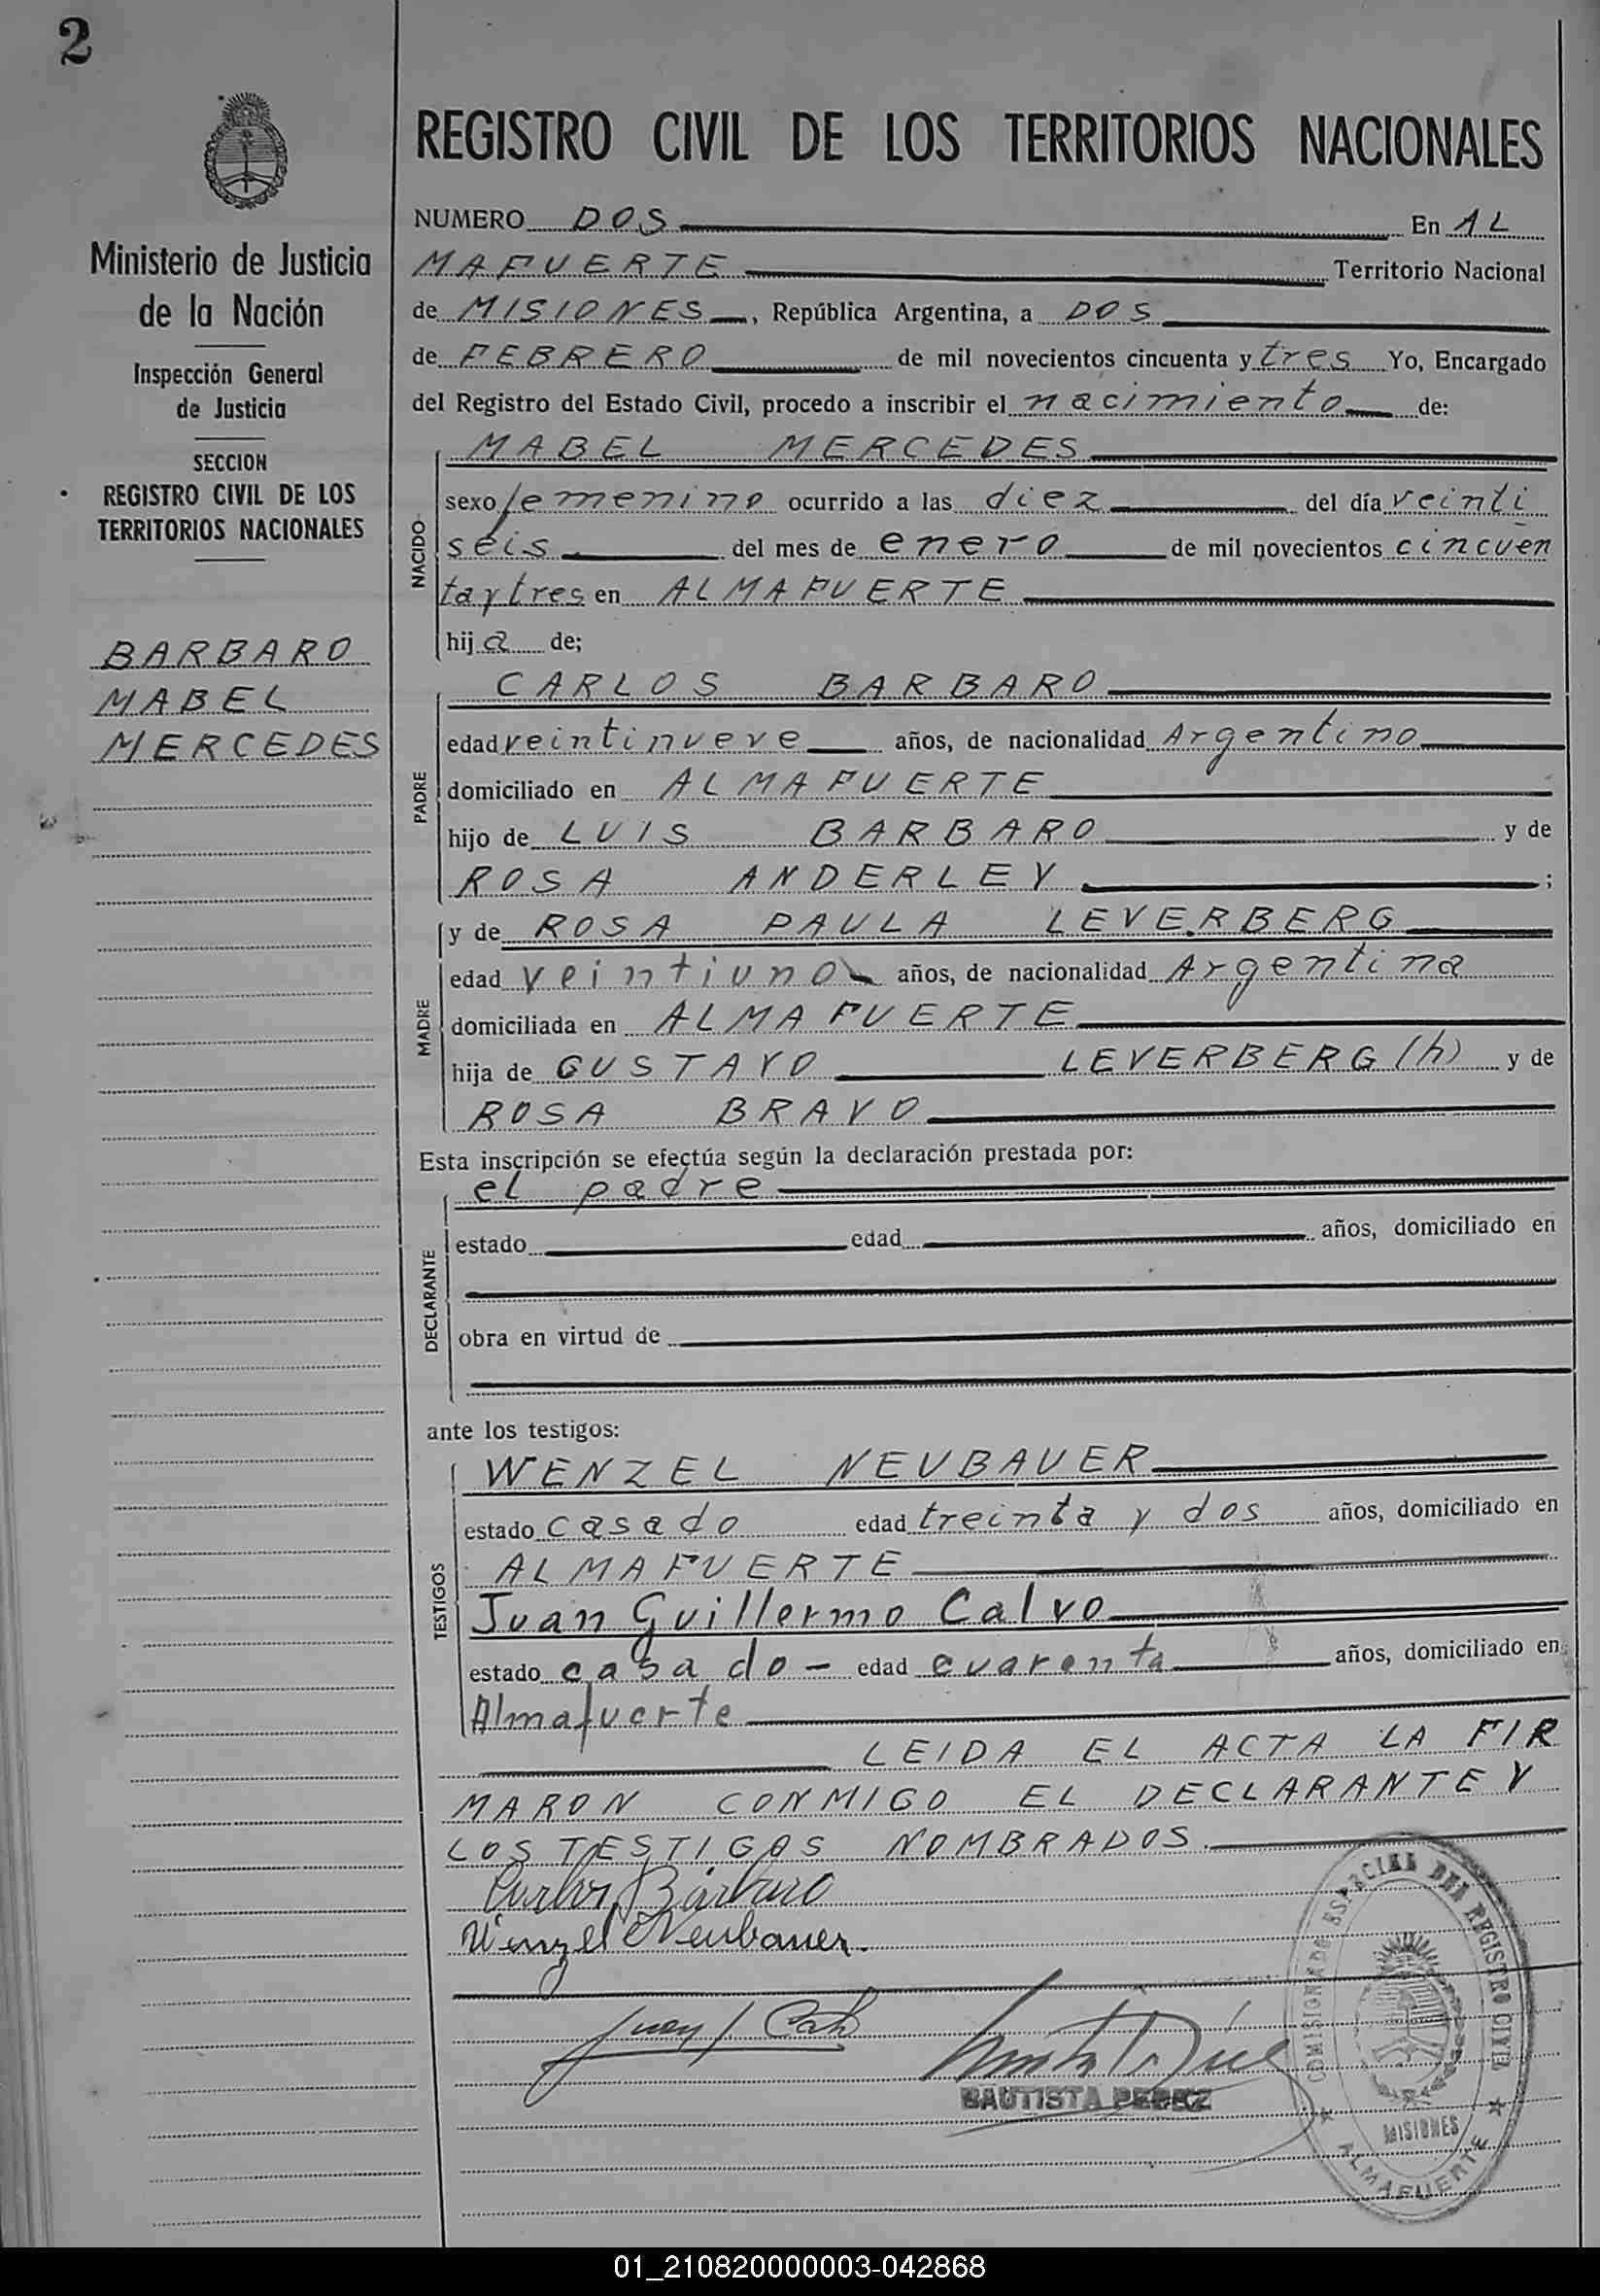 2
REGISTRO CIVIL DE LOS TERRITORIOS NACIONALES
Ministerio de Justicia
de la Nación
Inspección General
de Justicia
SECCION
REGISTRO CIVIL DE LOS
TERRITORIOS NACIONALES
BARBARO
MABEL
MERCEDES
NUMERO DOS En AL
MAFUERTE Territorio Nacional
de MISIONES, República Argentina, a DOS
de FEBRERO de mil novecientos cincuenta y tres Yo, Encargado
del Registro del Estado Civil, procedo a inscribir el nacimiento de:
NACIDO
MABEL MERCEDES
sexo femenino ocurrido a las diez del día veinti
seis del mes de enero de mil novecientos cincuen
taytres en ALMAFUERTE
hija de;
PADRE
CARLOS BARBARO
edad veintinueve años, de nacionalidad Argentino
domiciliado en ALMAFUERTE
hijo de LUIS BARBARO y de
ROSA ANDERLEY ;
MADRE
y de ROSA PAULA LEVERBERG
edad veintiuno años, de nacionalidad Argentina
domiciliada en ALMAFUERTE
hija de GUSTAVO LEVERBERG (h) y de
ROSA BRAVO
Esta inscripción se efectúa según la declaración prestada por:
DECLARANTE
el padre
estado edad años, domiciliado en
obra en virtud de
ante los testigos:
TESTIGOS
WENZEL NEUBAUER
estado casado edad treinta y dos años, domiciliado en
ALMAFUERTE
Juan Guillermo Calvo
estado casado - edad cuarenta años, domiciliado en
Almafuerte
LEIDA EL ACTA LA FIR
MARON CONMIGO EL DECLARANTE Y
LOS TESTIGOS NOMBRADOS.
Carlos Bárbaro
Wenzel Neubauer.
BAUTISTA PEREZ
COMISIONADO ESPECIAL DEL REGISTRO CIVIL
MISIONES
ALMAFUERTE
01_210820000003-042868